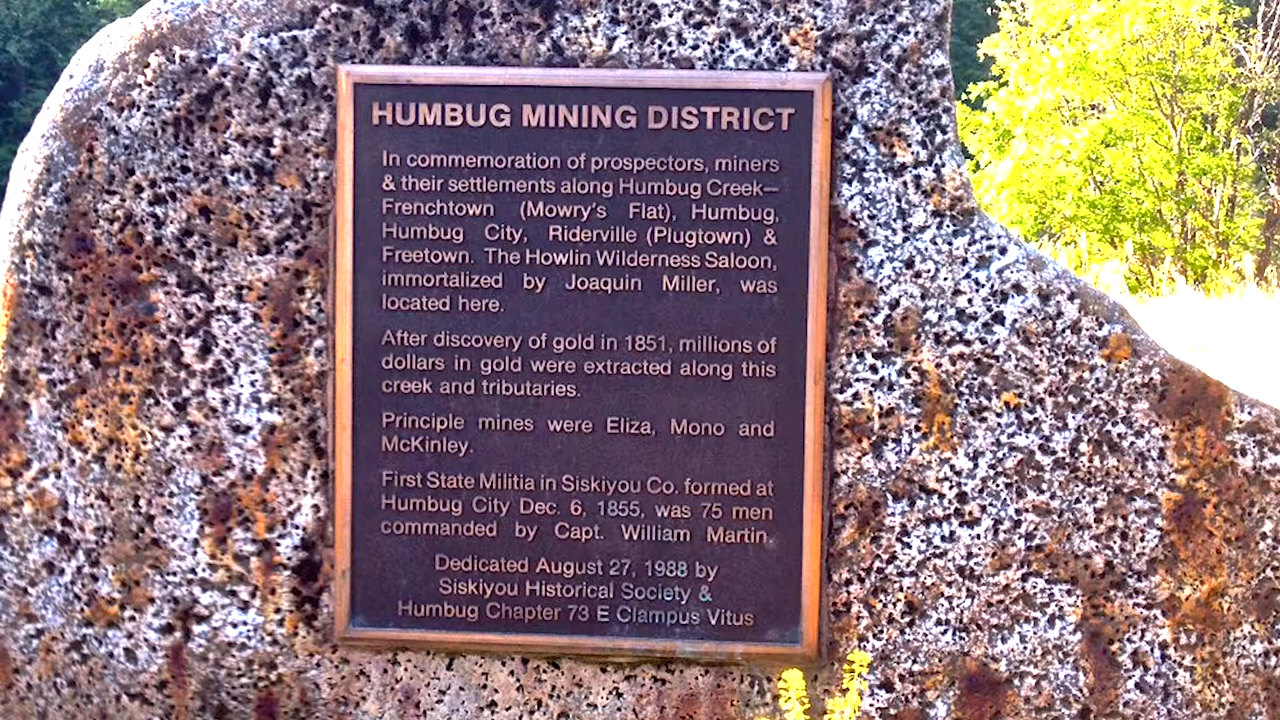 HUMBUG MINING DISTRICT
In commemoration of prospectors, miners
& their settlements along Humbug Creek—
Frenchtown (Mowry's Flat), Humbug,
Humbug City, Riderville (Plugtown) &
Freetown. The Howlin Wilderness Saloon,
immortalized by Joaquin Miller, was
located here.
After discovery of gold in 1851, millions of
dollars in gold were extracted along this
creek and tributaries.
Principle mines were Eliza, Mono and
McKinley.
First State Militia in Siskiyou Co. formed at
Humbug City Dec. 6, 1855, was 75 men
commanded by Capt. William Martin.
Dedicated August 27, 1988 by
Siskiyou Historical Society &
Humbug Chapter 73 E Clampus Vitus